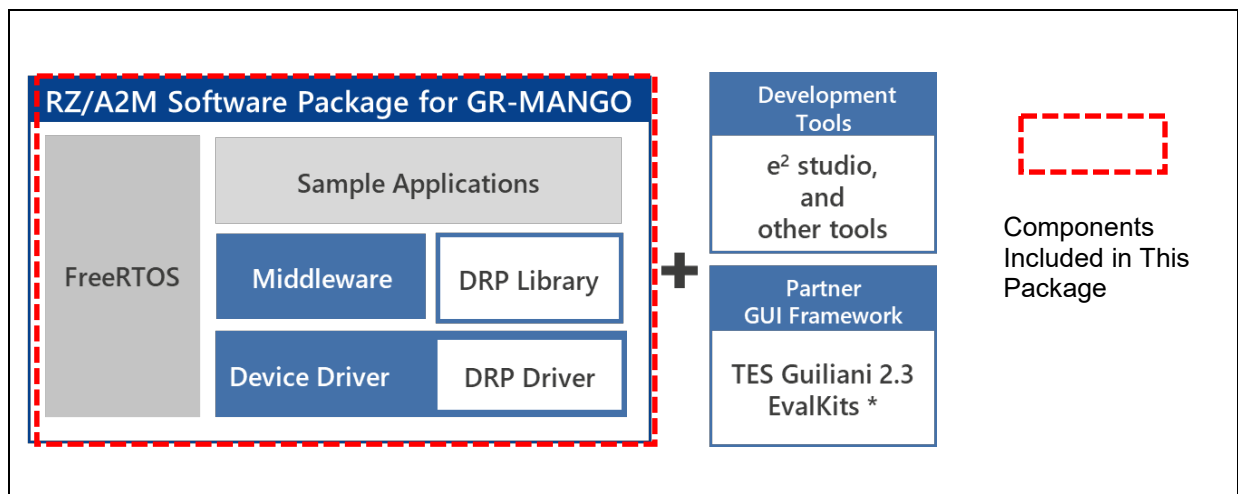 RZ/A2M Software Package for GR-MANGO
FreeRTOS
Sample Applications
Middleware
DRP Library
Device Driver
DRP Driver
+
Development
Tools
e² studio,
and
other tools
Partner
GUI Framework
TES Guiliani 2.3
EvalKits *
Components
Included in This
Package